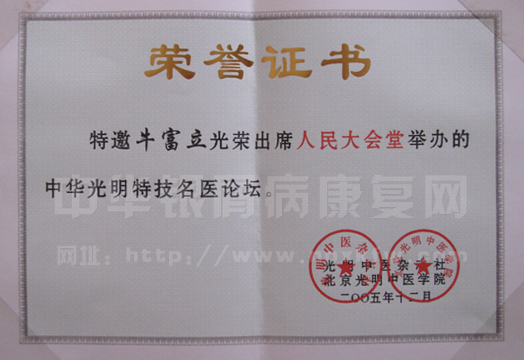 荣誉证书
特邀牛富立光荣出席人民大会堂举办的
中华光明特技名医论坛。
中华银屑病康复网
网址：http://www.
光明中医杂志社
北京光明中医学院
二〇〇五年十二月